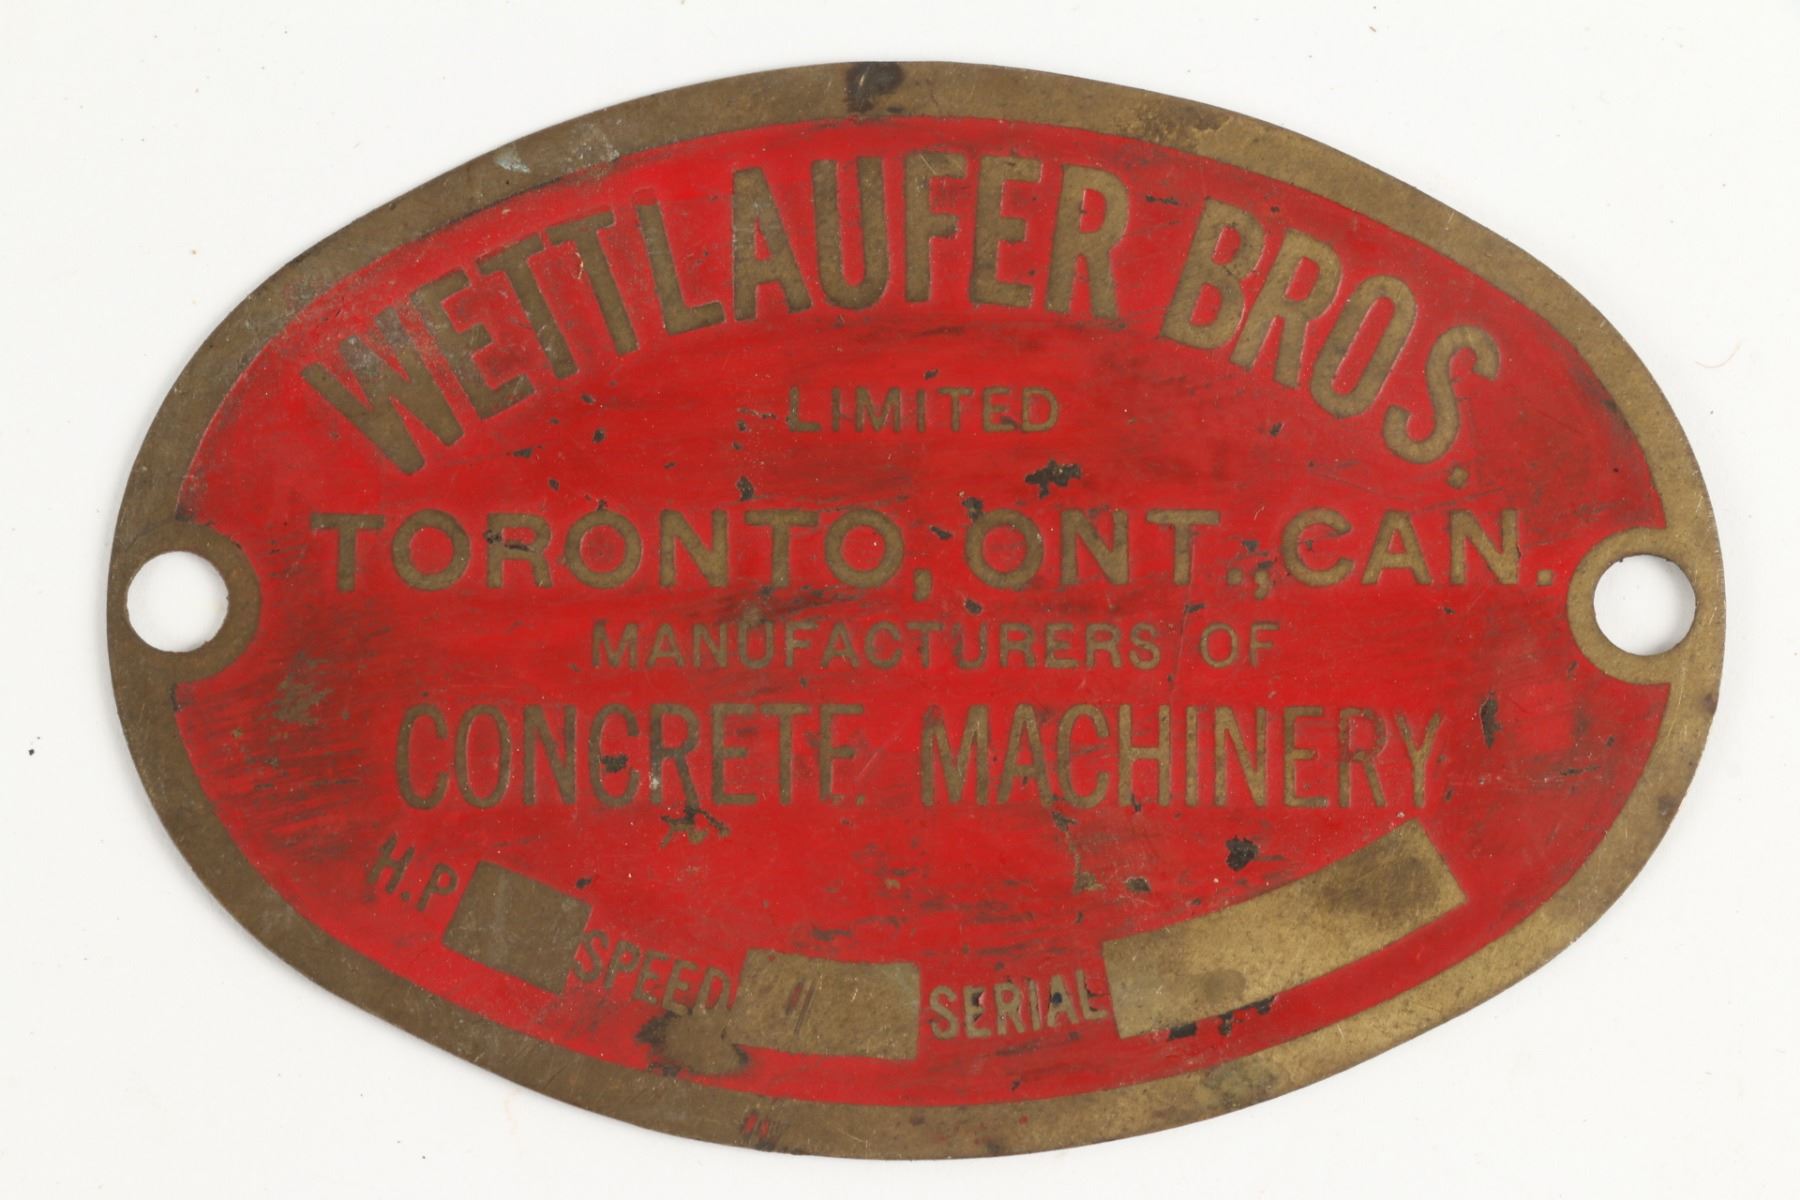 WETTLAUFER BROS.
LIMITED
TORONTO, ONT., CAN.
MANUFACTURERS OF
CONCRETE MACHINERY
H.P SPEED SERIAL